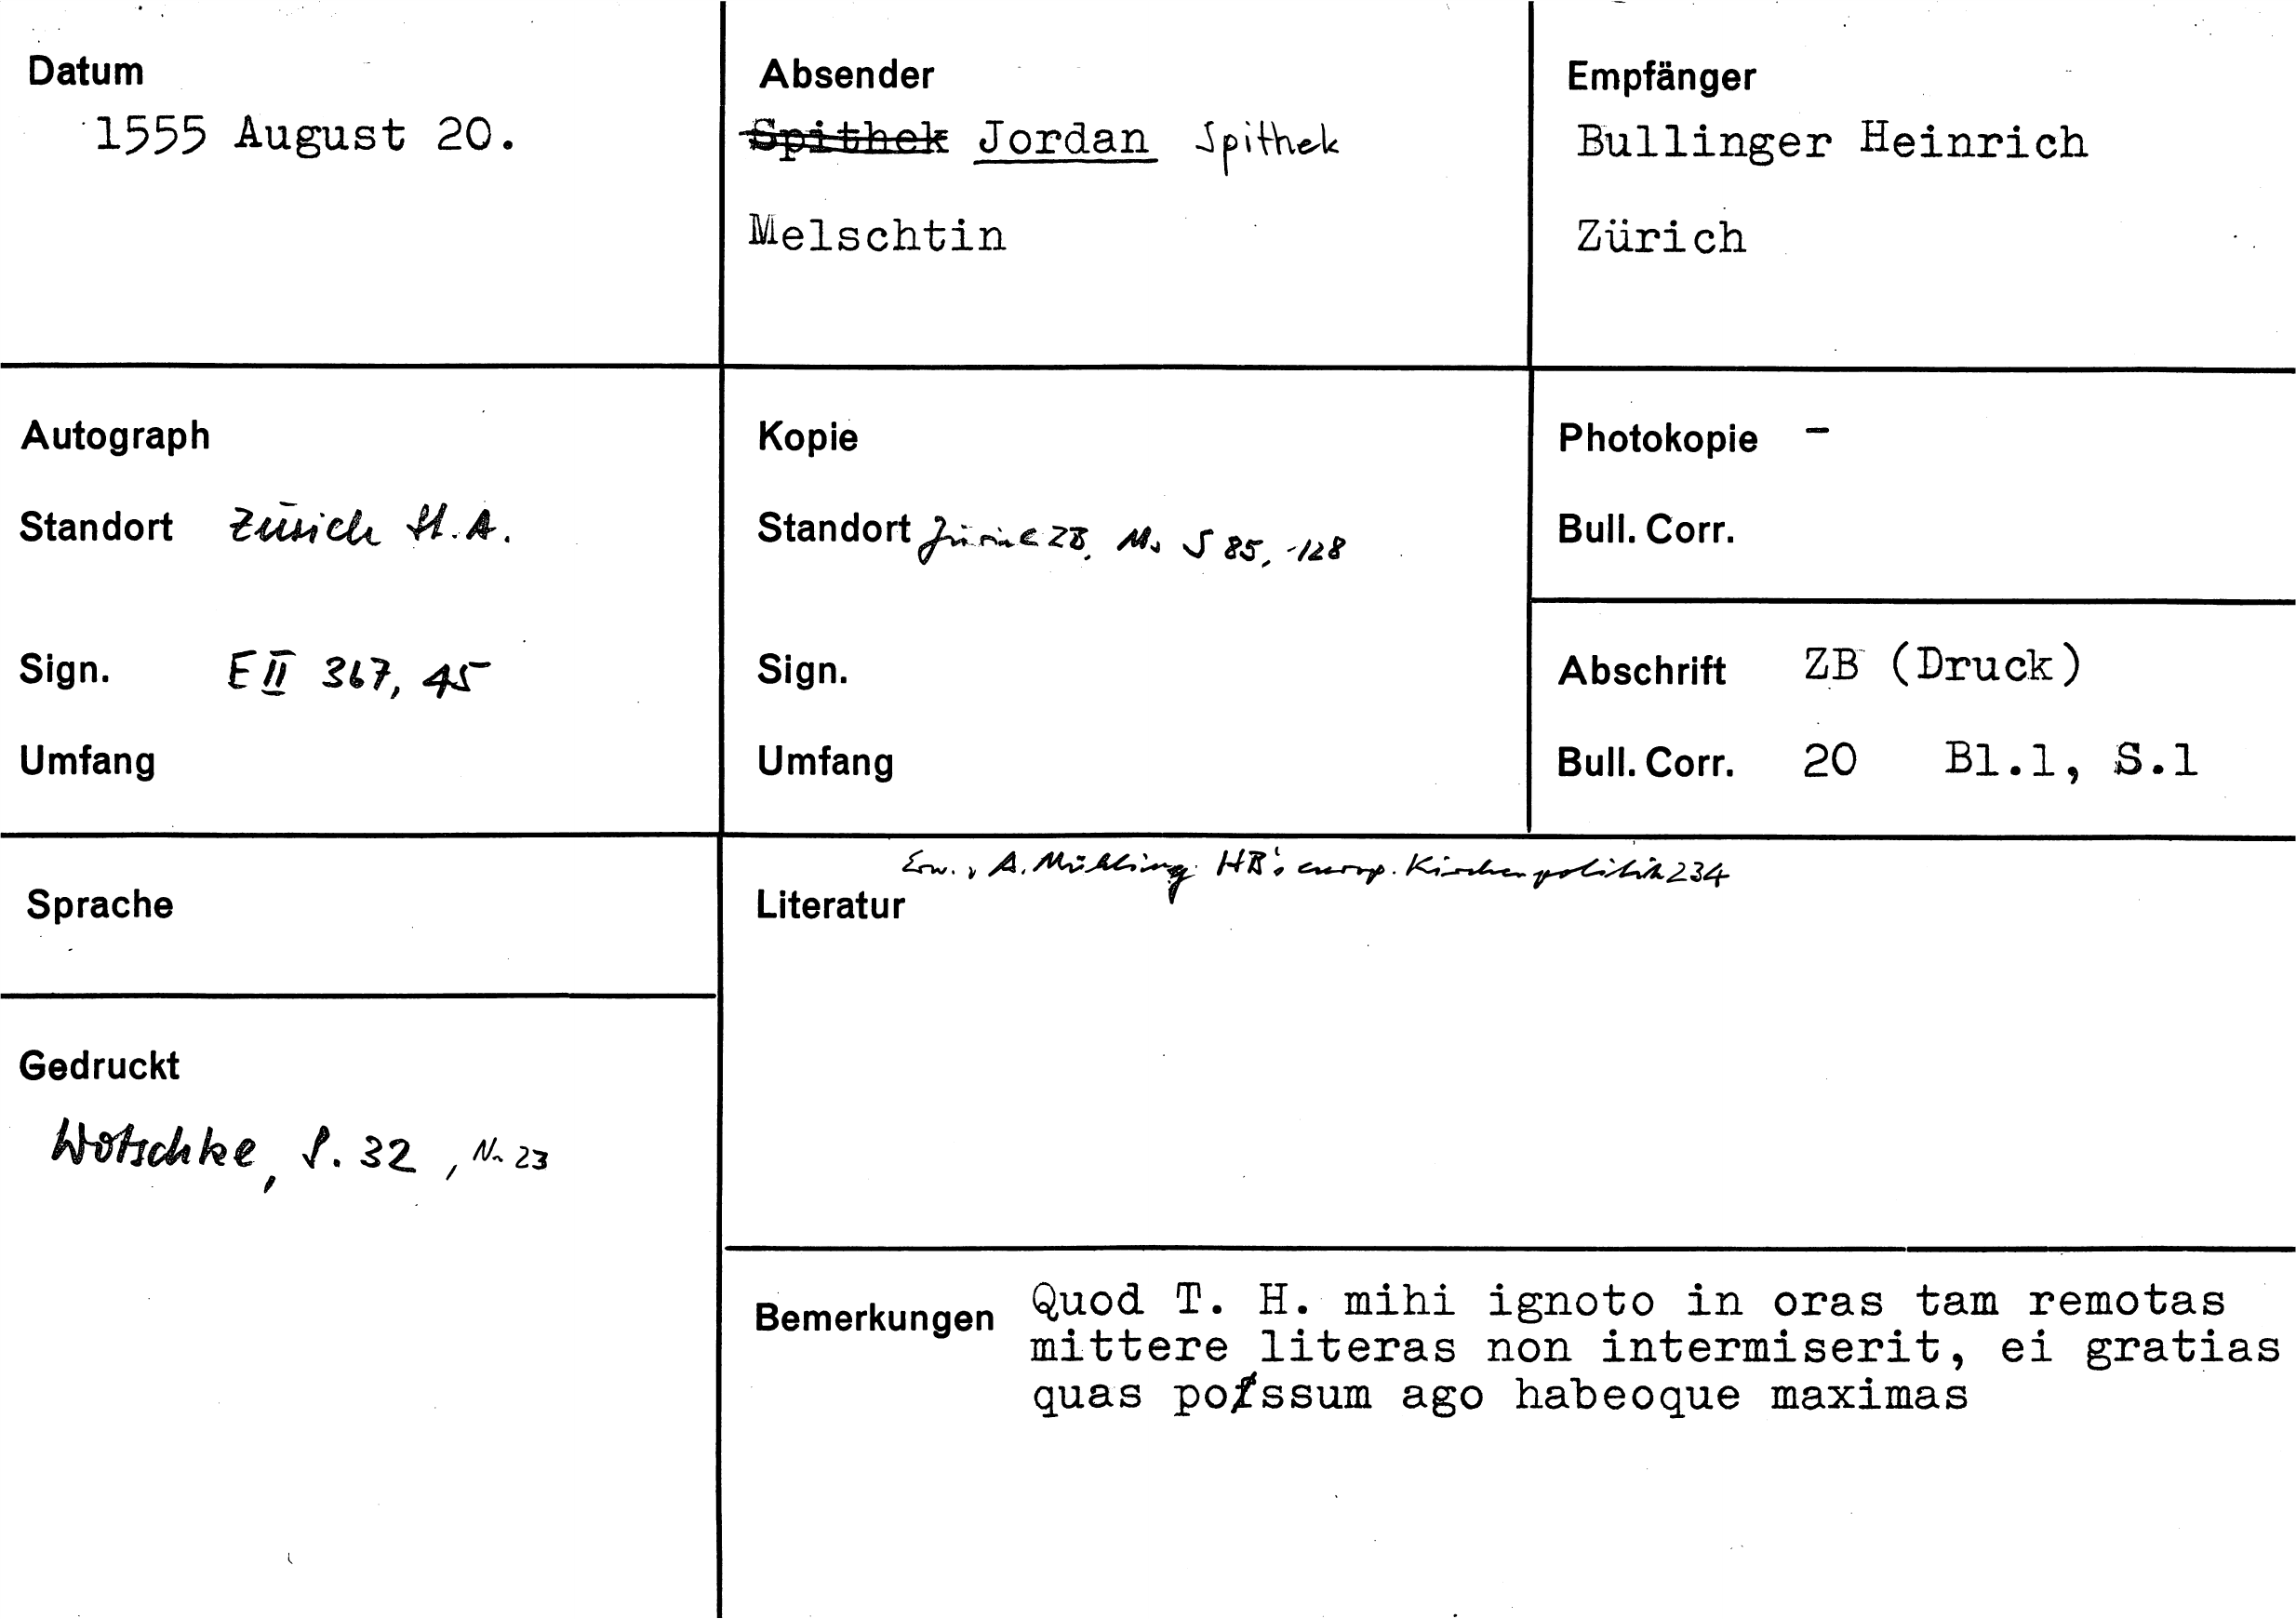 Datum
1555 August 20.
Absender
Spithek Jordan Spithek
Melschtin
Empfänger
Bullinger Heinrich
Zürich
Autograph
Standort Zürich St.A.
Sign. E II 367, 45
Umfang
Kopie
Standort Zürich ZB, Ms S 85, 128
Sign.
Umfang
Photokopie -
Bull. Corr.
Abschrift ZB (Druck)
Bull. Corr. 20 Bl.1, S.1
Sprache
Gedruckt
Wotschke, S. 32, Nr 23
Erw.: A. Mühling: HB's europ. Kirchenpolitik 234
Literatur
Bemerkungen Quod T. H. mihi ignoto in oras tam remotas
mittere literas non intermiserit, ei gratias
quas possum ago habeoque maximas